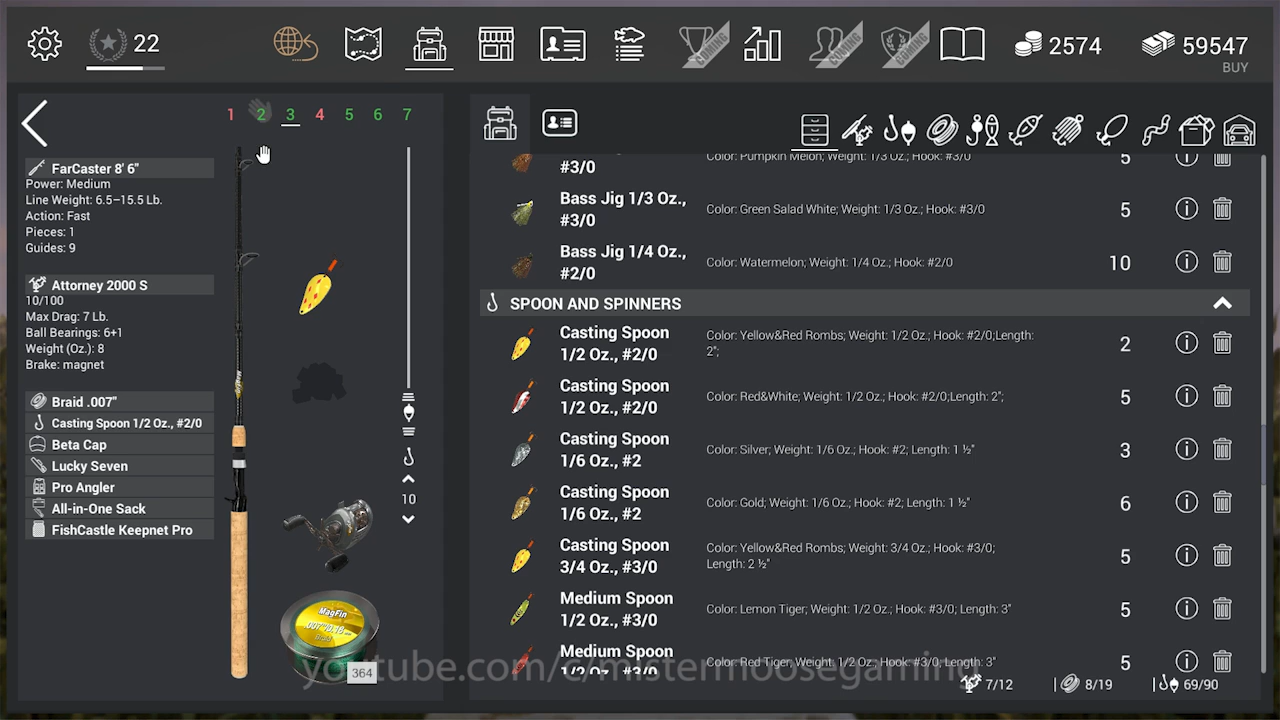 22
2574
59547
BUY
1 2 3 4 5 6 7
FarCaster 8' 6"
Power: Medium
Line Weight: 6.5–15.5 Lb.
Action: Fast
Pieces: 1
Guides: 9
Attorney 2000 S
10/100
Max Drag: 7 Lb.
Ball Bearings: 6+1
Weight (Oz.): 8
Brake: magnet
Braid .007"
Casting Spoon 1/2 Oz., #2/0
Beta Cap
Lucky Seven
Pro Angler
All-in-One Sack
FishCastle Keepnet Pro
10
MagFin
364
Color: Pumpkin Melon; Weight: 1/3 Oz.; Hook: #3/0
5
#3/0
Bass Jig 1/3 Oz.,
#3/0
Color: Green Salad White; Weight: 1/3 Oz.; Hook: #3/0
5
Bass Jig 1/4 Oz.,
#2/0
Color: Watermelon; Weight: 1/4 Oz.; Hook: #2/0
10
SPOON AND SPINNERS
Casting Spoon
1/2 Oz., #2/0
Color: Yellow&Red Rombs; Weight: 1/2 Oz.; Hook: #2/0;Length:
2";
2
Casting Spoon
1/2 Oz., #2/0
Color: Red&White; Weight: 1/2 Oz.; Hook: #2/0;Length: 2";
5
Casting Spoon
1/6 Oz., #2
Color: Silver; Weight: 1/6 Oz.; Hook: #2; Length: 1 ½"
3
Casting Spoon
1/6 Oz., #2
Color: Gold; Weight: 1/6 Oz.; Hook: #2; Length: 1 ½"
6
Casting Spoon
3/4 Oz., #3/0
Color: Yellow&Red Rombs; Weight: 3/4 Oz.; Hook: #3/0;
Length: 2 ½"
5
Medium Spoon
1/2 Oz., #3/0
Color: Lemon Tiger; Weight: 1/2 Oz.; Hook: #3/0; Length: 3"
5
Medium Spoon
1/2 Oz., #3/0
Color: Red Tiger; Weight: 1/2 Oz.; Hook: #3/0; Length: 3"
5
youtube.com/c/mistermoosegaming
7/12
8/19
69/90